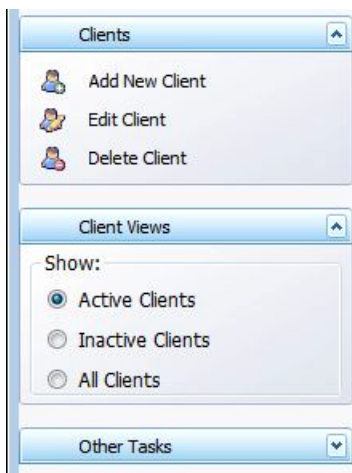 Clients
Add New Client
Edit Client
Delete Client
Client Views
Show:
Active Clients
Inactive Clients
All Clients
Other Tasks